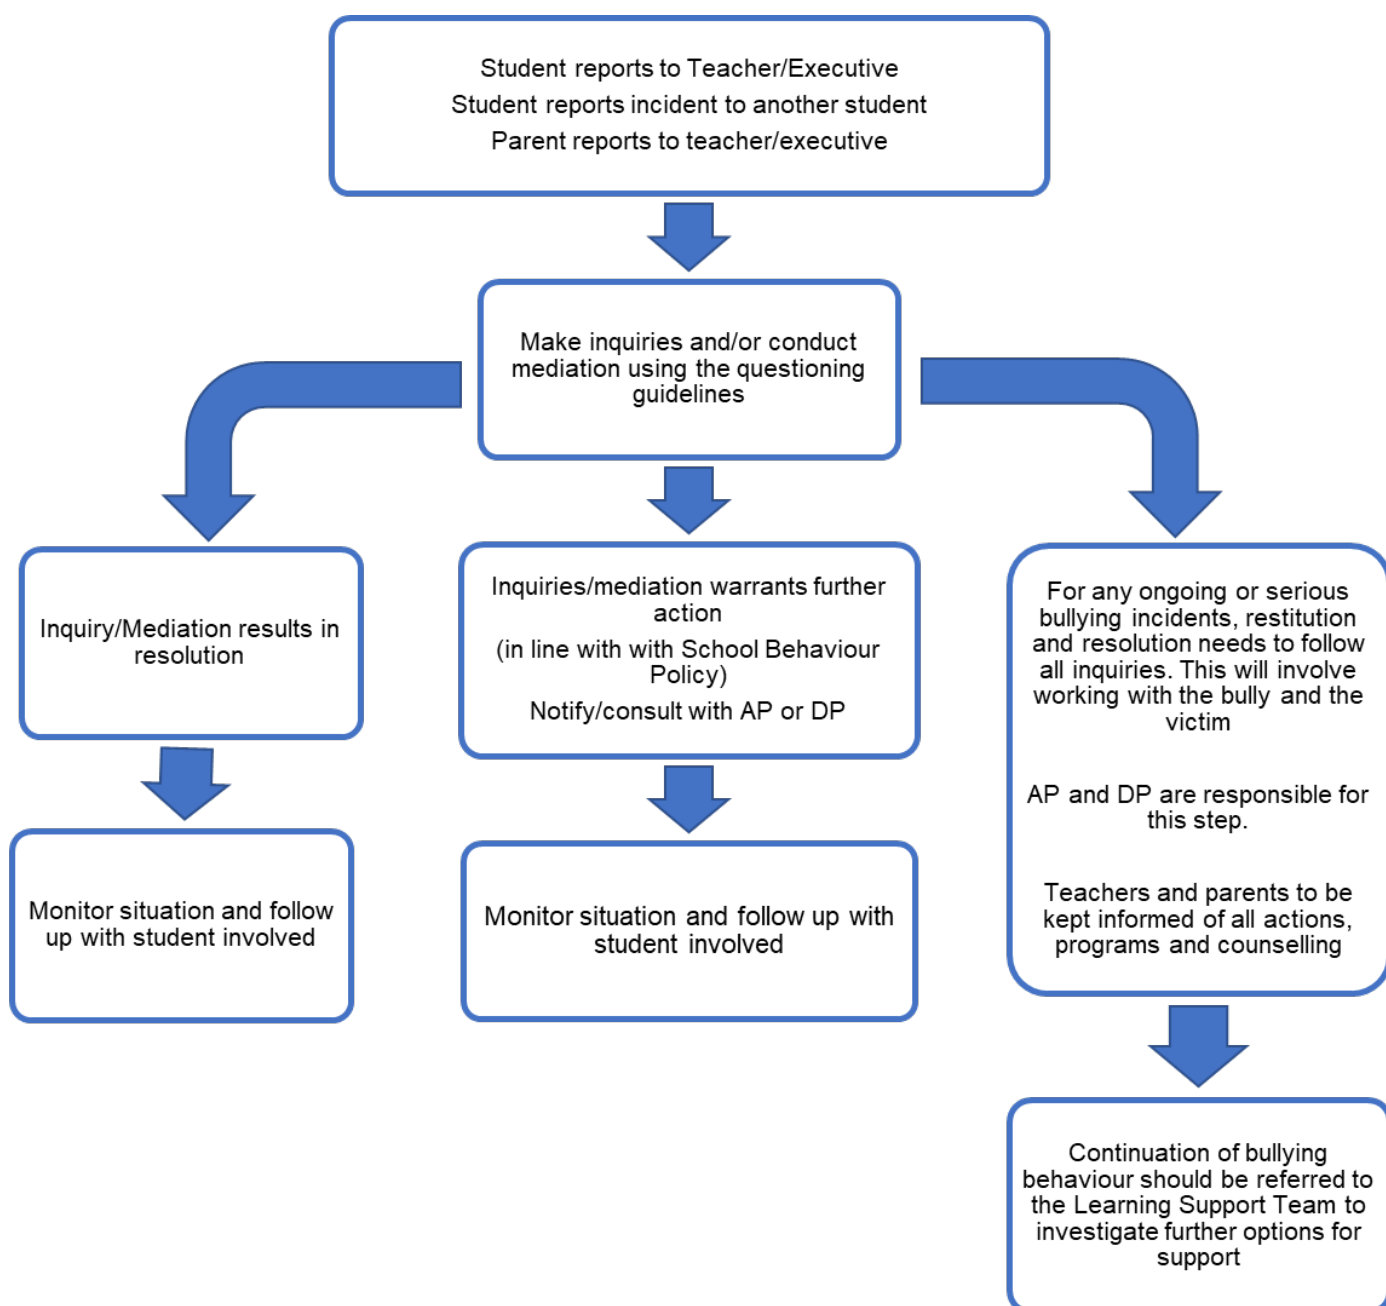 Student reports to Teacher/Executive
Student reports incident to another student
Parent reports to teacher/executive
Make inquiries and/or conduct
mediation using the questioning
guidelines
Inquiry/Mediation results in
resolution
Monitor situation and follow
up with student involved
Inquiries/mediation warrants further
action
(in line with with School Behaviour
Policy)
Notify/consult with AP or DP
Monitor situation and follow up with
student involved
For any ongoing or serious
bullying incidents, restitution
and resolution needs to follow
all inquiries. This will involve
working with the bully and the
victim
AP and DP are responsible for
this step.
Teachers and parents to be
kept informed of all actions,
programs and counselling
Continuation of bullying
behaviour should be referred to
the Learning Support Team to
investigate further options for
support